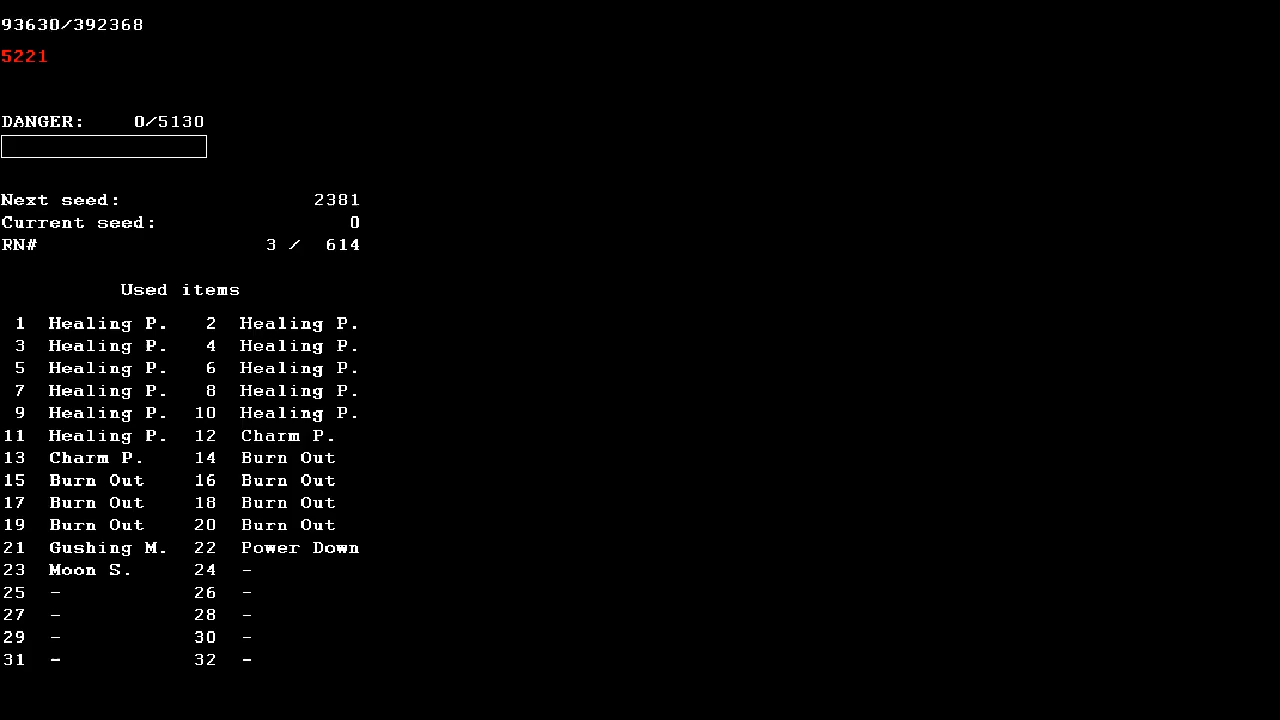 93630/392368
5221
DANGER: 0/5130
Next seed: 2381
Current seed: 0
RN# 3 / 614
Used items
1 Healing P. 2 Healing P.
3 Healing P. 4 Healing P.
5 Healing P. 6 Healing P.
7 Healing P. 8 Healing P.
9 Healing P. 10 Healing P.
11 Healing P. 12 Charm P.
13 Charm P. 14 Burn Out
15 Burn Out 16 Burn Out
17 Burn Out 18 Burn Out
19 Burn Out 20 Burn Out
21 Gushing M. 22 Power Down
23 Moon S. 24 -
25 - 26 -
27 - 28 -
29 - 30 -
31 - 32 -